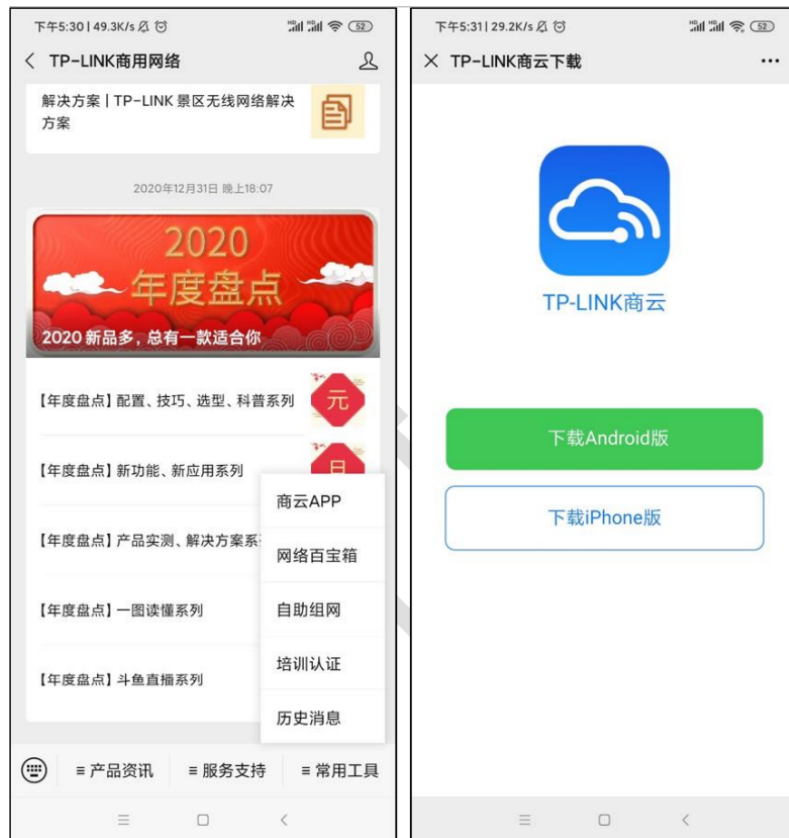 下午5:30 | 49.3K/s
52
TP-LINK商用网络
解决方案 | TP-LINK 景区无线网络解决
方案
2020年12月31日 晚上18:07
2020
年度盘点
2020 新品多，总有一款适合你
【年度盘点】配置、技巧、选型、科普系列
元
【年度盘点】新功能、新应用系列
旦
【年度盘点】产品实测、解决方案系
【年度盘点】一图读懂系列
【年度盘点】斗鱼直播系列
商云APP
网络百宝箱
自助组网
培训认证
历史消息
产品资讯
服务支持
常用工具
下午5:31 | 29.2K/s
52
TP-LINK商云下载
TP-LINK商云
下载Android版
下载iPhone版